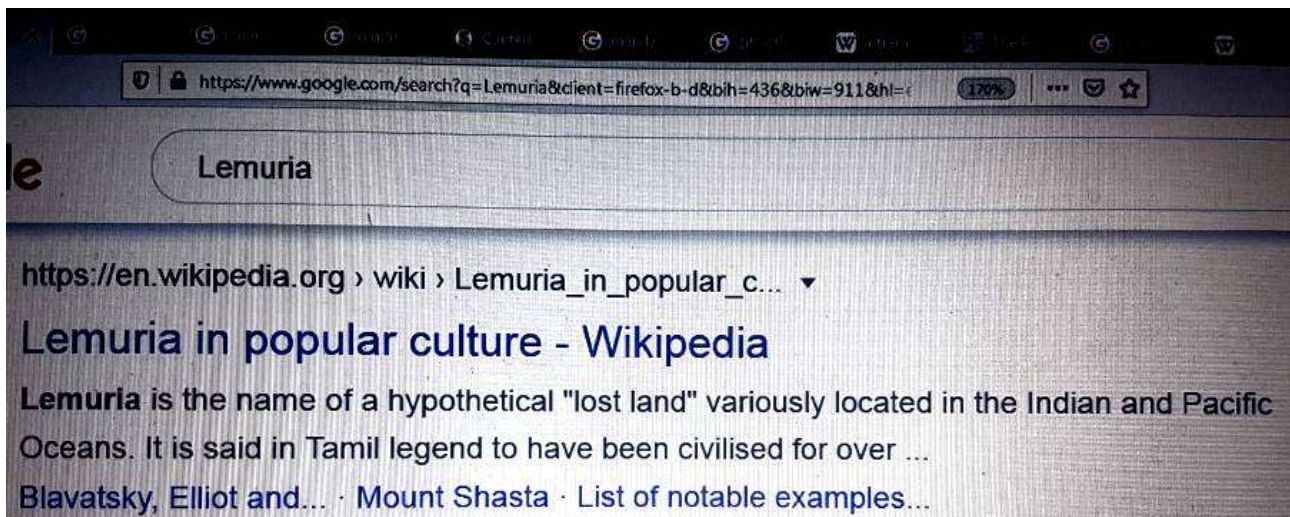 https://www.google.com/search?q=Lemuria&client=firefox-b-d&bih=436&biw=911&hl=
170%
Lemuria
https://en.wikipedia.org › wiki › Lemuria_in_popular_c...
Lemuria in popular culture - Wikipedia
Lemuria is the name of a hypothetical "lost land" variously located in the Indian and Pacific
Oceans. It is said in Tamil legend to have been civilised for over ...
Blavatsky, Elliot and... · Mount Shasta · List of notable examples...